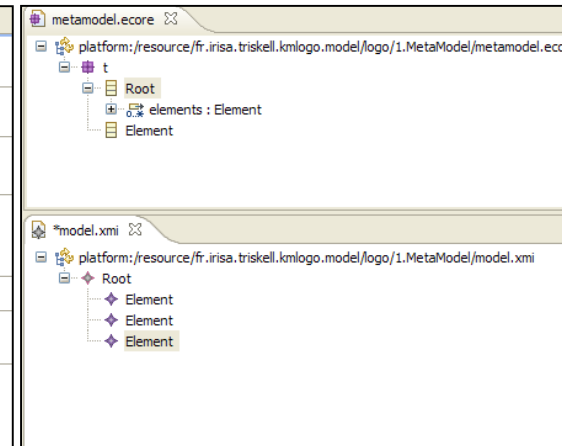 metamodel.ecore
platform:/resource/fr.irisa.triskell.kmlogo.model/logo/1.MetaModel/metamodel.eco
t
Root
0..* elements : Element
Element
*model.xmi
platform:/resource/fr.irisa.triskell.kmlogo.model/logo/1.MetaModel/model.xmi
Root
Element
Element
Element